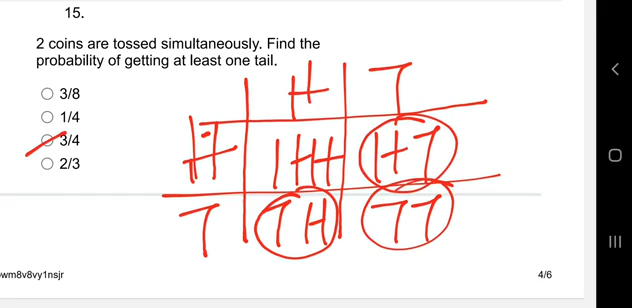 15.
2 coins are tossed simultaneously. Find the
probability of getting at least one tail.
3/8
1/4
3/4
2/3
H T
H HH HT
T TH TT
wm8v8vy1nsjr
4/6